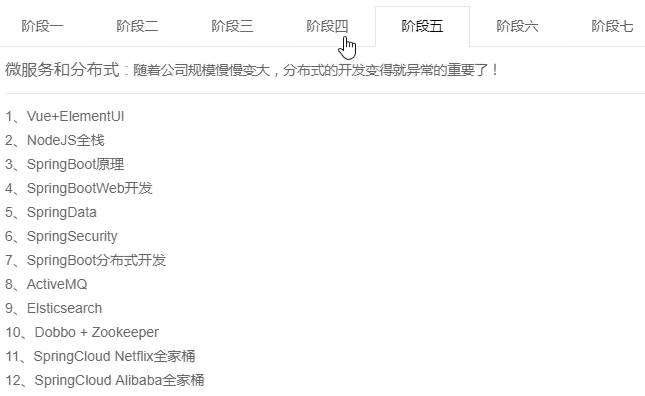 阶段一 阶段二 阶段三 阶段四 阶段五 阶段六 阶段七
微服务和分布式：随着公司规模慢慢变大，分布式的开发变得就异常的重要了！
1、Vue+ElementUI
2、NodeJS全栈
3、SpringBoot原理
4、SpringBootWeb开发
5、SpringData
6、SpringSecurity
7、SpringBoot分布式开发
8、ActiveMQ
9、Elsticsearch
10、Dobbo + Zookeeper
11、SpringCloud Netflix全家桶
12、SpringCloud Alibaba全家桶